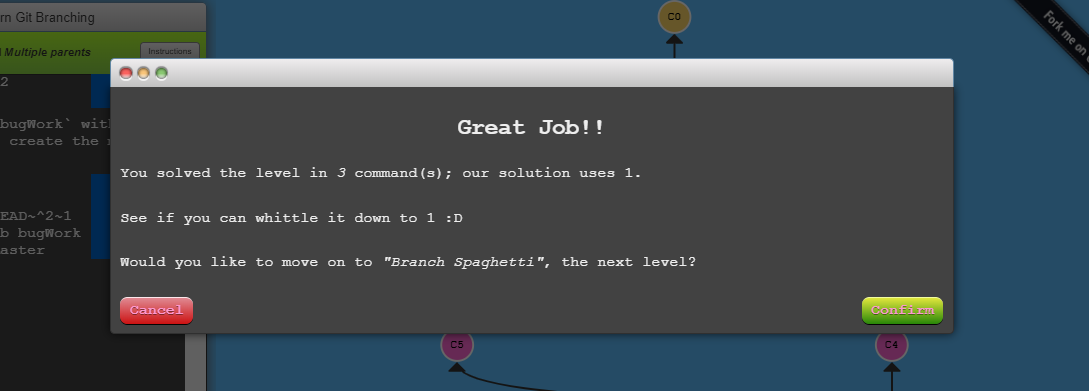 rn Git Branching
C0
Fork me on
Multiple parents
Instructions
2
Great Job!!
bugWork` wit
create the
You solved the level in 3 command(s); our solution uses 1.
EAD~^2~1
See if you can whittle it down to 1 :D
b bugWork
aster
Would you like to move on to "Branch Spaghetti", the next level?
Cancel
Confirm
C5
C4